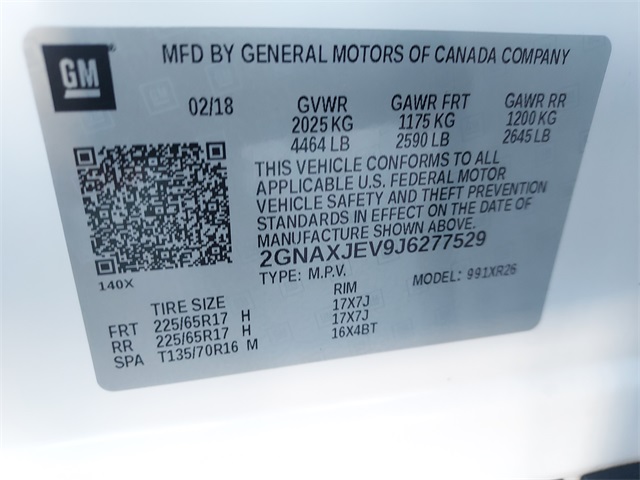 GM
MFD BY GENERAL MOTORS OF CANADA COMPANY
02/18 GVWR GAWR FRT GAWR RR
2025 KG 1175 KG 1200 KG
4464 LB 2590 LB 2645 LB
THIS VEHICLE CONFORMS TO ALL
APPLICABLE U.S. FEDERAL MOTOR
VEHICLE SAFETY AND THEFT PREVENTION
STANDARDS IN EFFECT ON THE DATE OF
MANUFACTURE SHOWN ABOVE.
2GNAXJEV9J6277529
140X TYPE: M.P.V. MODEL: 991XR26
TIRE SIZE RIM
FRT 225/65R17 H 17X7J
RR 225/65R17 H 17X7J
SPA T135/70R16 M 16X4BT